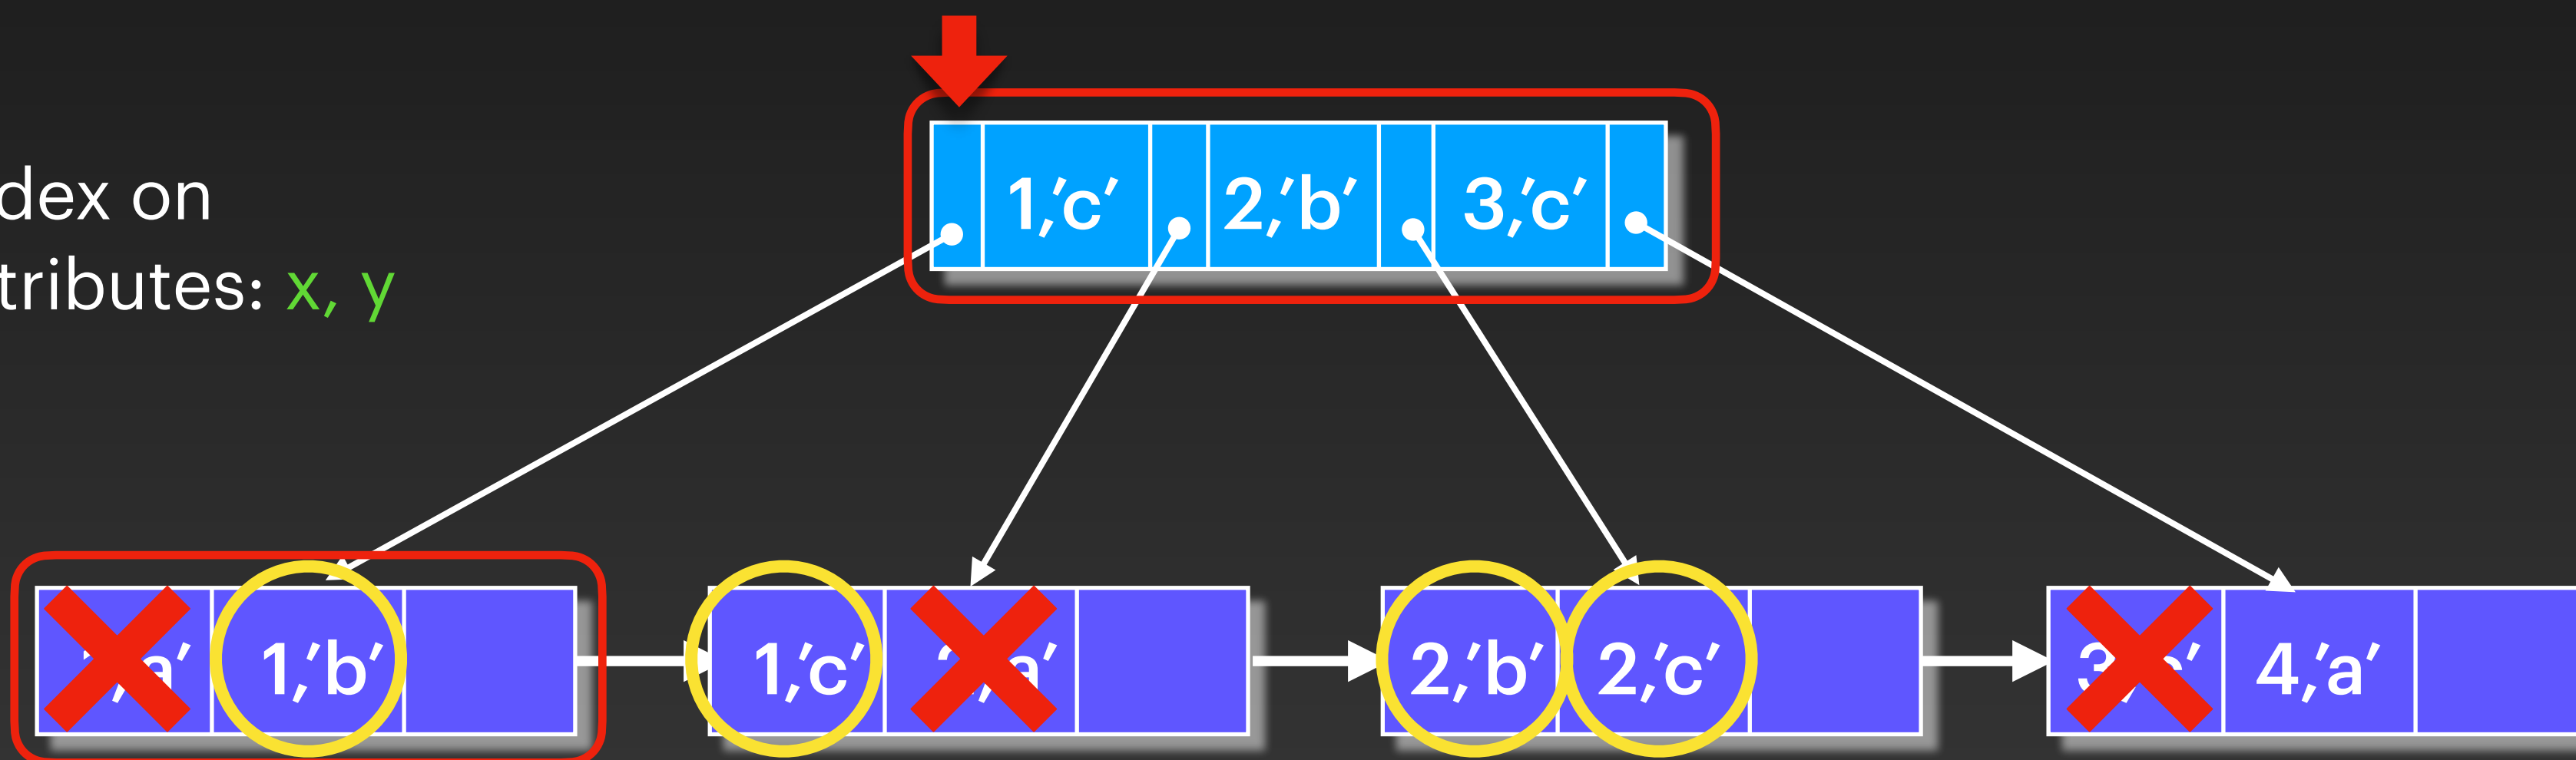 dex on
tributes: x, y
1,'c' 2,'b' 3,'c'
1,'b' 1,'c' 2,'b' 2,'c' 4,'a'